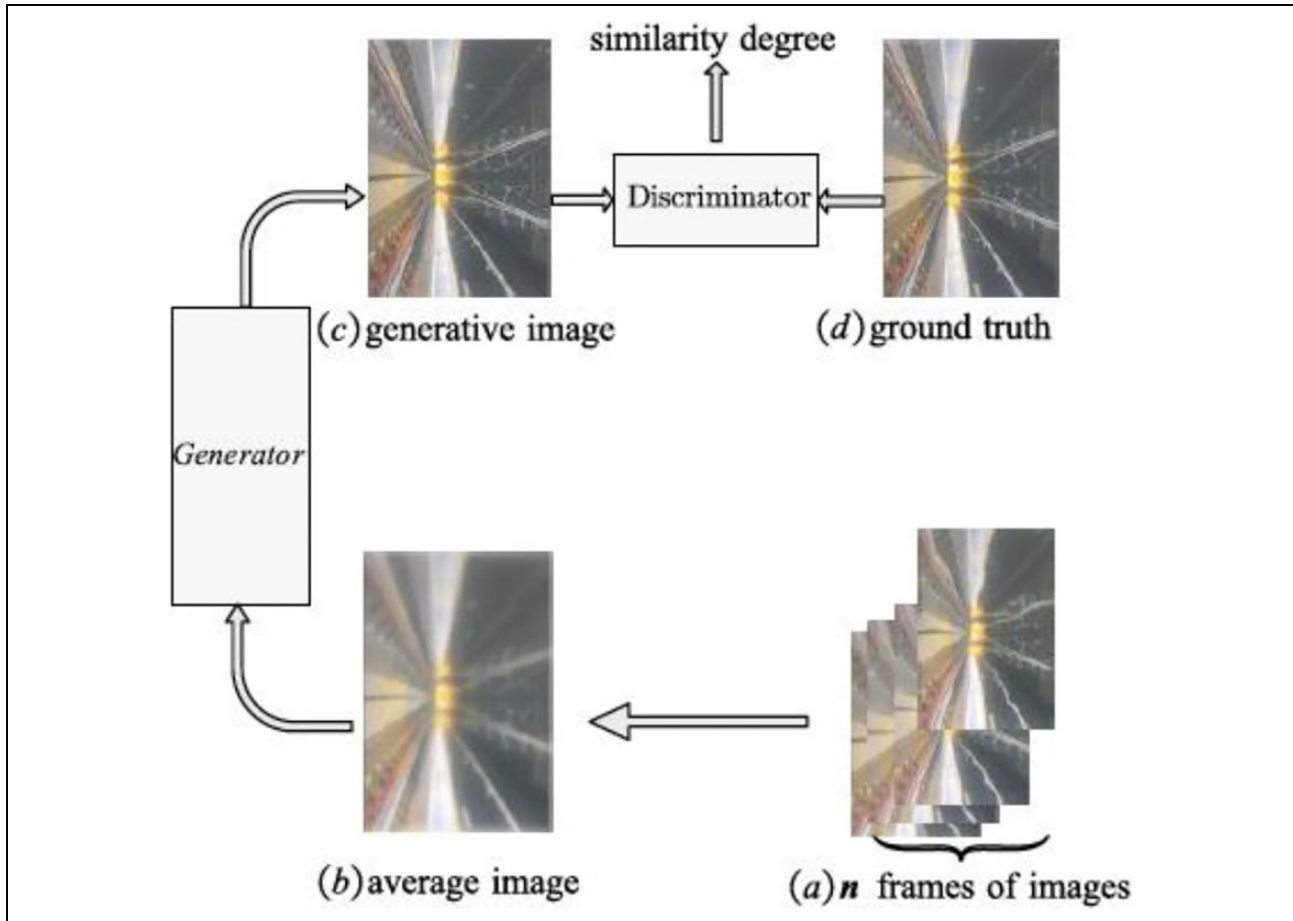 similarity degree
Discriminator
(c)generative image
(d)ground truth
Generator
(b)average image
(a)n frames of images